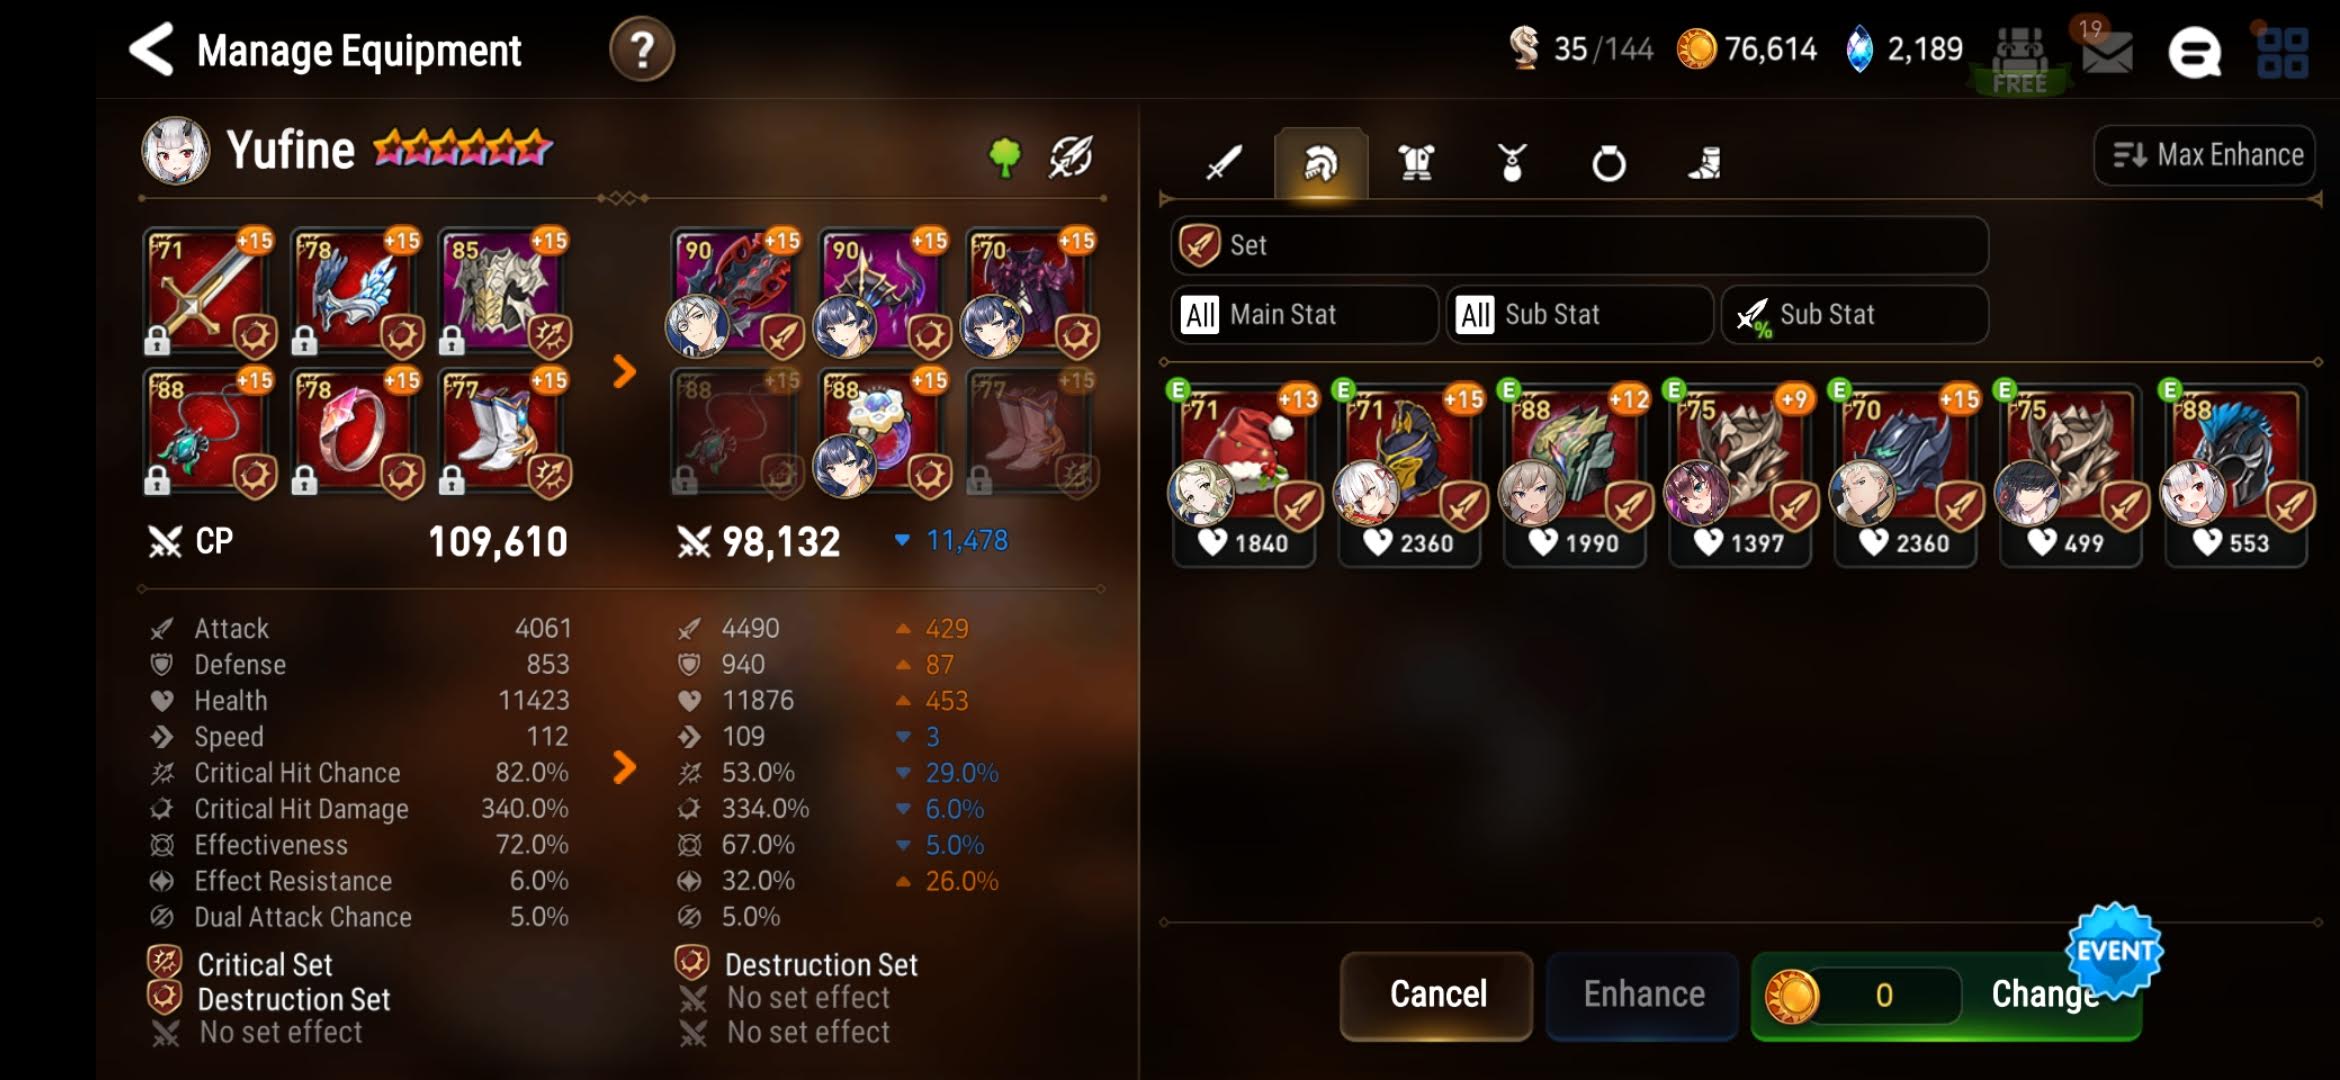 Manage Equipment ? 35/144 76,614 2,189 FREE 19
Yufine
Max Enhance
71 +15 78 +15 85 +15 90 +15 90 +15 70 +15
88 +15 78 +15 77 +15 88 +15 88 +15 77 +15
CP 109,610 98,132 11,478
Attack 4061 4490 429
Defense 853 940 87
Health 11423 11876 453
Speed 112 109 3
Critical Hit Chance 82.0% 53.0% 29.0%
Critical Hit Damage 340.0% 334.0% 6.0%
Effectiveness 72.0% 67.0% 5.0%
Effect Resistance 6.0% 32.0% 26.0%
Dual Attack Chance 5.0% 5.0%
Critical Set Destruction Set
Destruction Set No set effect
No set effect No set effect
Set
All Main Stat All Sub Stat % Sub Stat
E 71 +13 E 71 +15 E 88 +12 E 75 +9 E 70 +15 E 75 E 88
1840 2360 1990 1397 2360 499 553
EVENT
Cancel Enhance 0 Change